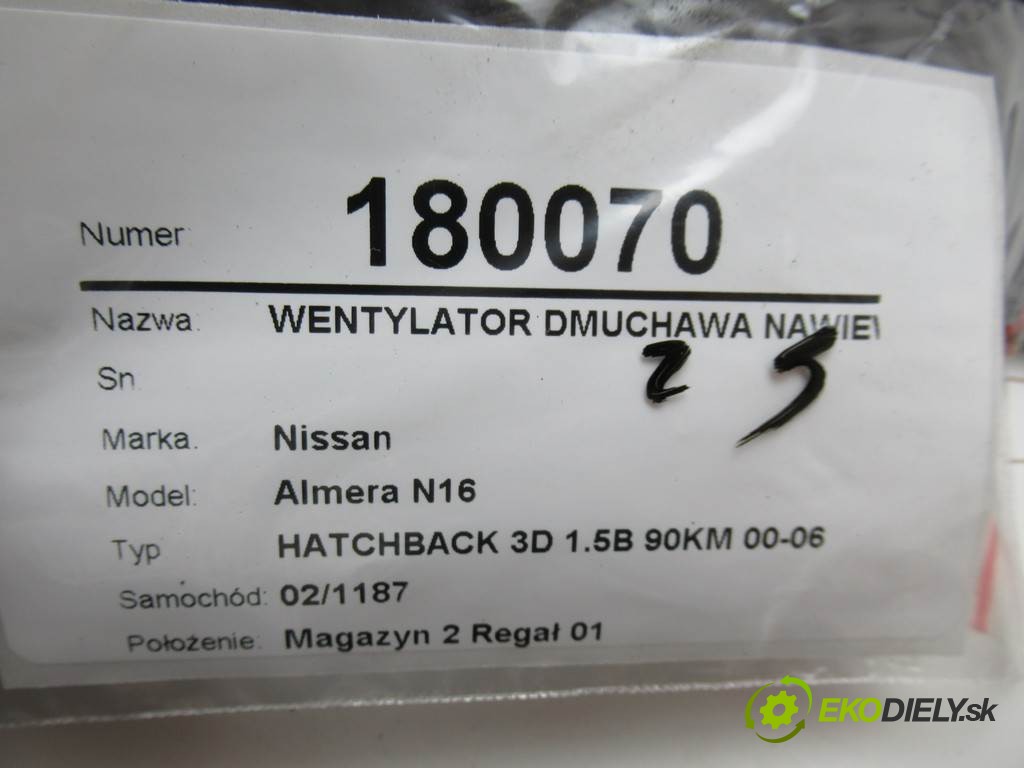 Numer 180070
Nazwa: WENTYLATOR DMUCHAWA NAWIEW
2 5
Sn
Marka: Nissan
Model: Almera N16
Typ HATCHBACK 3D 1.5B 90KM 00-06
Samochód: 02/1187
Położenie: Magazyn 2 Regał 01
EKODIELY.sk